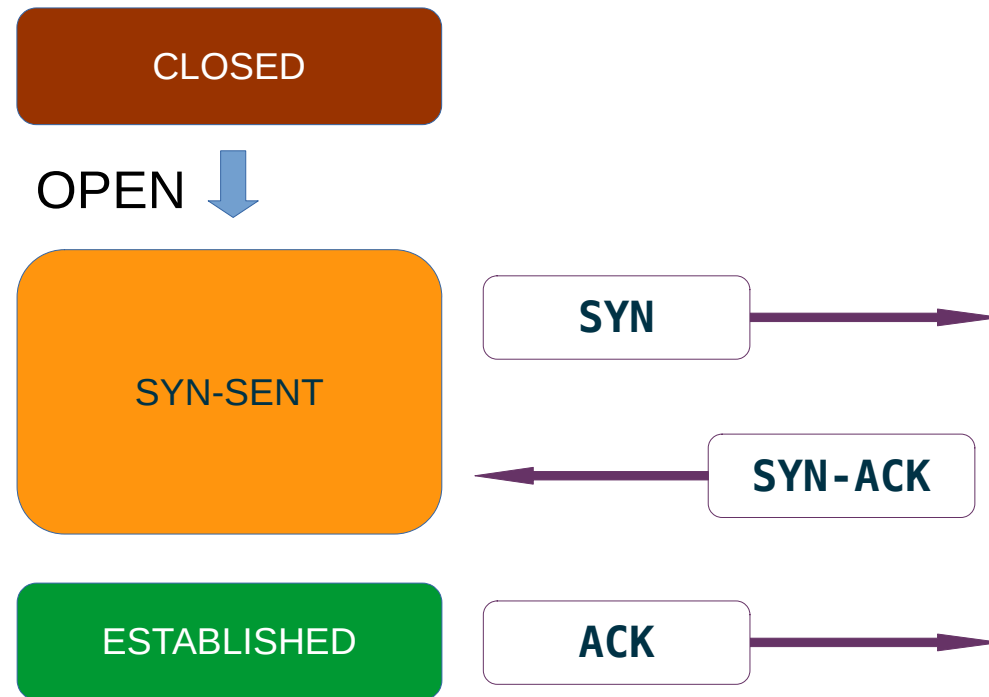 CLOSED
OPEN
SYN
SYN-SENT
SYN-ACK
ESTABLISHED
ACK